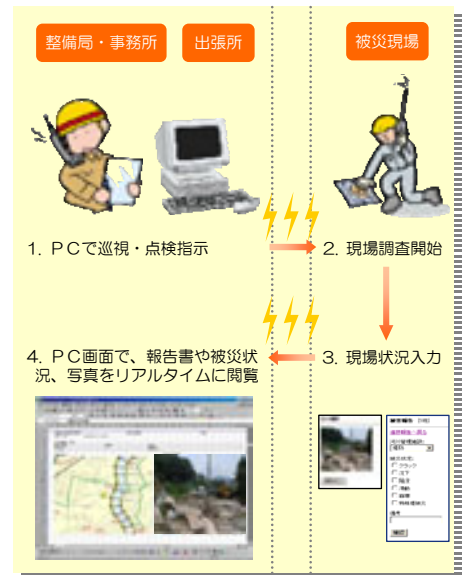 整備局・事務所
出張所
被災現場
1. PCで巡視・点検指示
2. 現場調査開始
4. PC画面で、報告書や被災状
況、写真をリアルタイムに閲覧
3. 現場状況入力